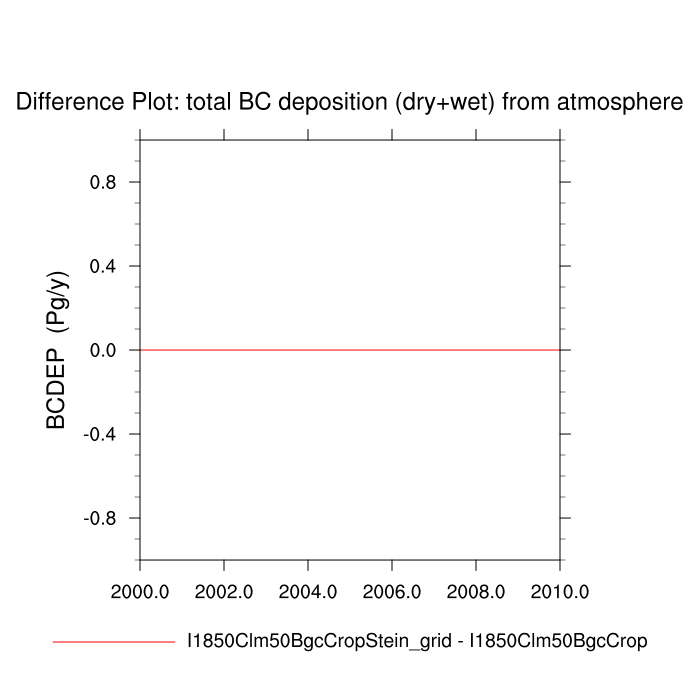 Difference Plot: total BC deposition (dry+wet) from atmosphere
BCDEP (Pg/y)
0.8
0.4
0.0
-0.4
-0.8
2000.0 2002.0 2004.0 2006.0 2008.0 2010.0
I1850Clm50BgcCropStein_grid - I1850Clm50BgcCrop